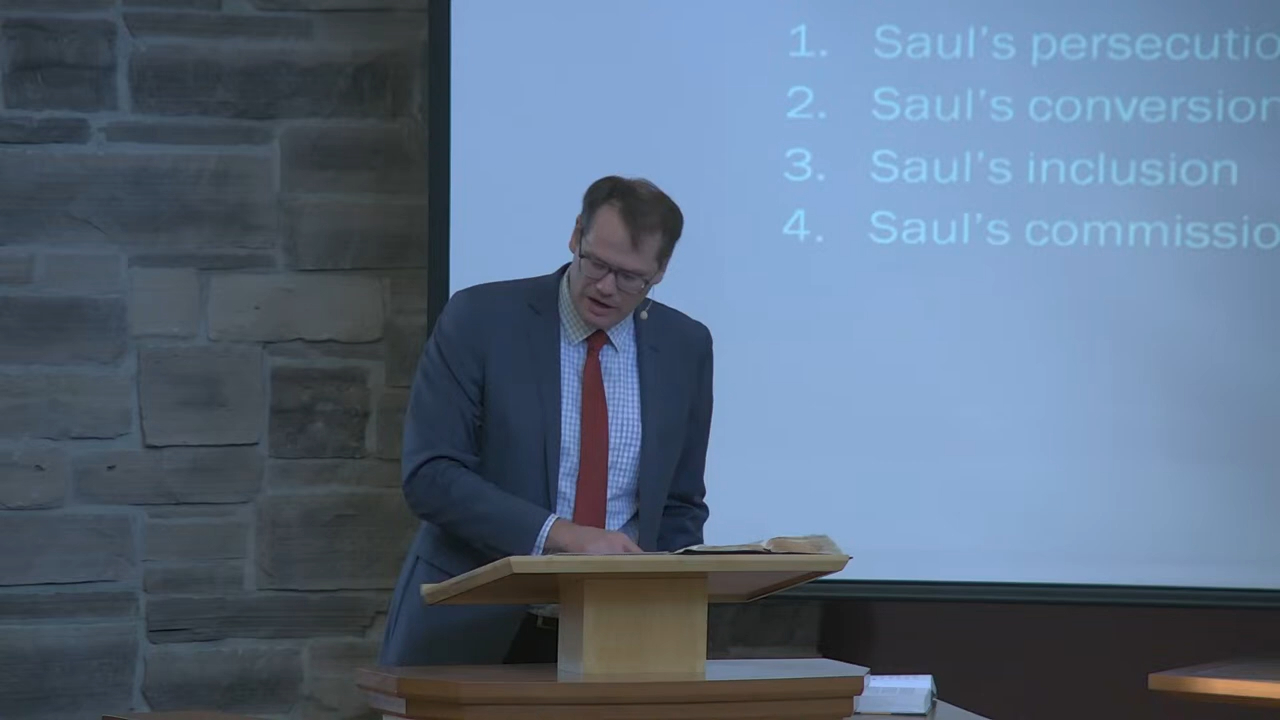 1. Saul's persecutio
2. Saul's conversion
3. Saul's inclusion
4. Saul's commissio